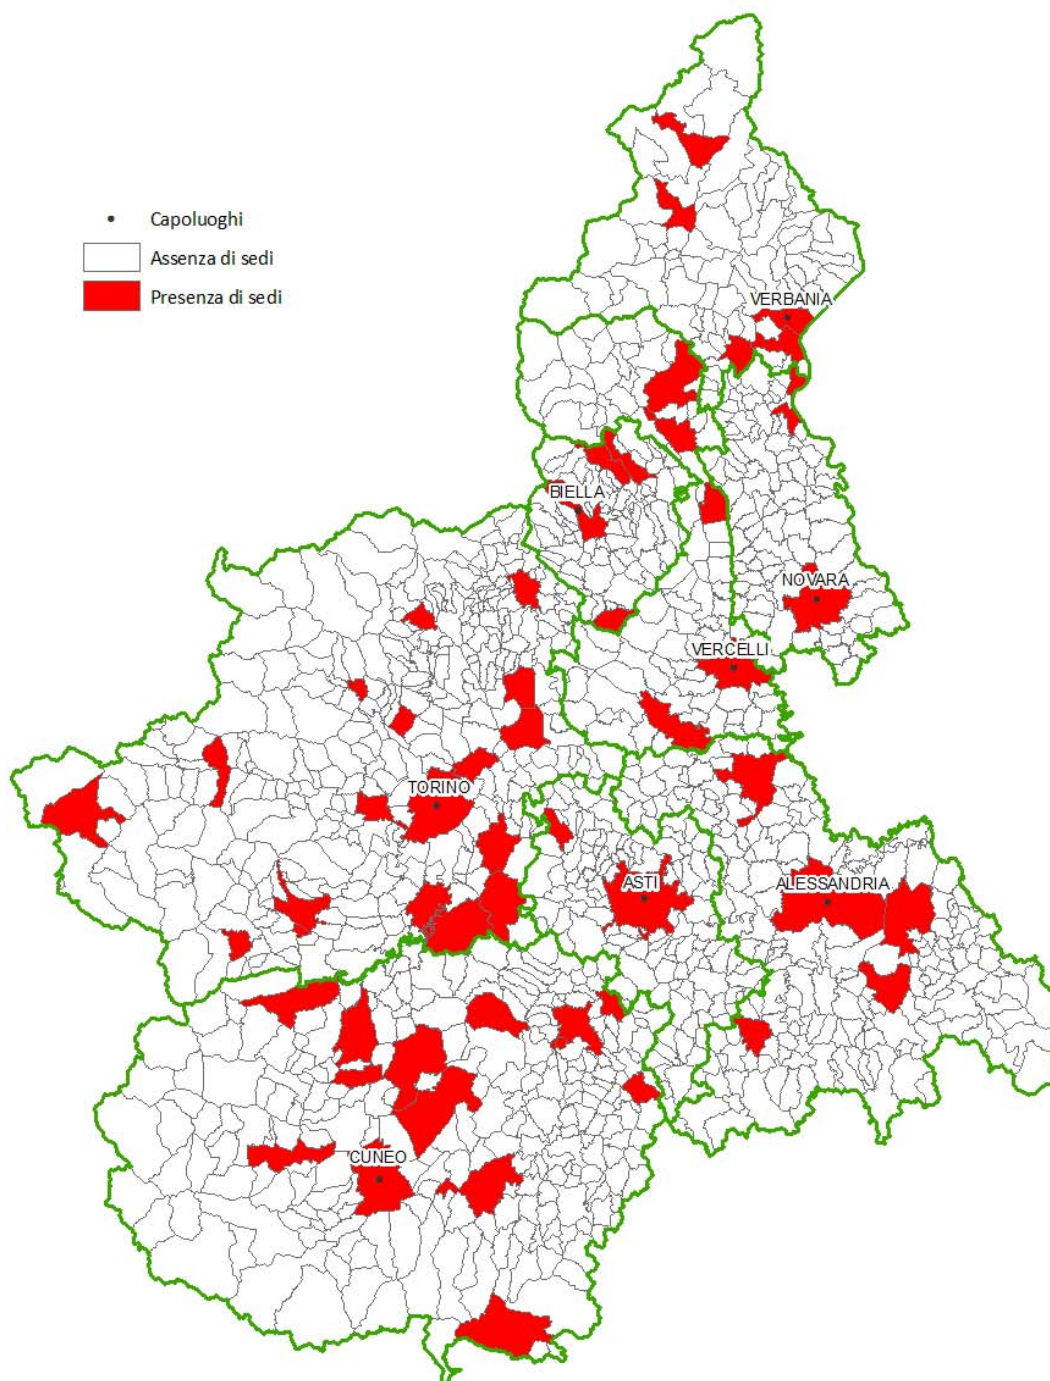 Capoluoghi
Assenza di sedi
Presenza di sedi
VERBANIA
BIELLA
NOVARA
VERCELLI
TORINO
ASTI
ALESSANDRIA
CUNEO